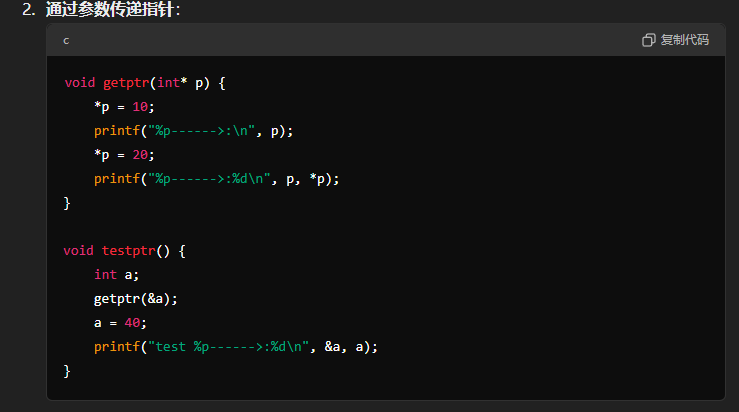 2. 通过参数传递指针：
c
复制代码
void getptr(int* p) {
    *p = 10;
    printf("%p------>:\n", p);
    *p = 20;
    printf("%p------>:%d\n", p, *p);
}

void testptr() {
    int a;
    getptr(&a);
    a = 40;
    printf("test %p------>:%d\n", &a, a);
}